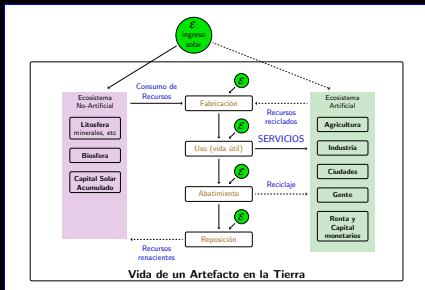 ℰ:
ingreso
solar
Ecosistema
No-Artificial
Litosfera
minerales, etc
Biosfera
Capital Solar
Acumulado
Consumo de
Recursos
ℰ
Fabricación
ℰ
Uso (vida útil)
ℰ
Abatimiento
ℰ
Reposición
Recursos
renacientes
Recursos
reciclados
SERVICIOS
Reciclaje
Ecosistema
Artificial
Agricultura
Industria
Ciudades
Gente
Renta y
Capital
monetarios
Vida de un Artefacto en la Tierra